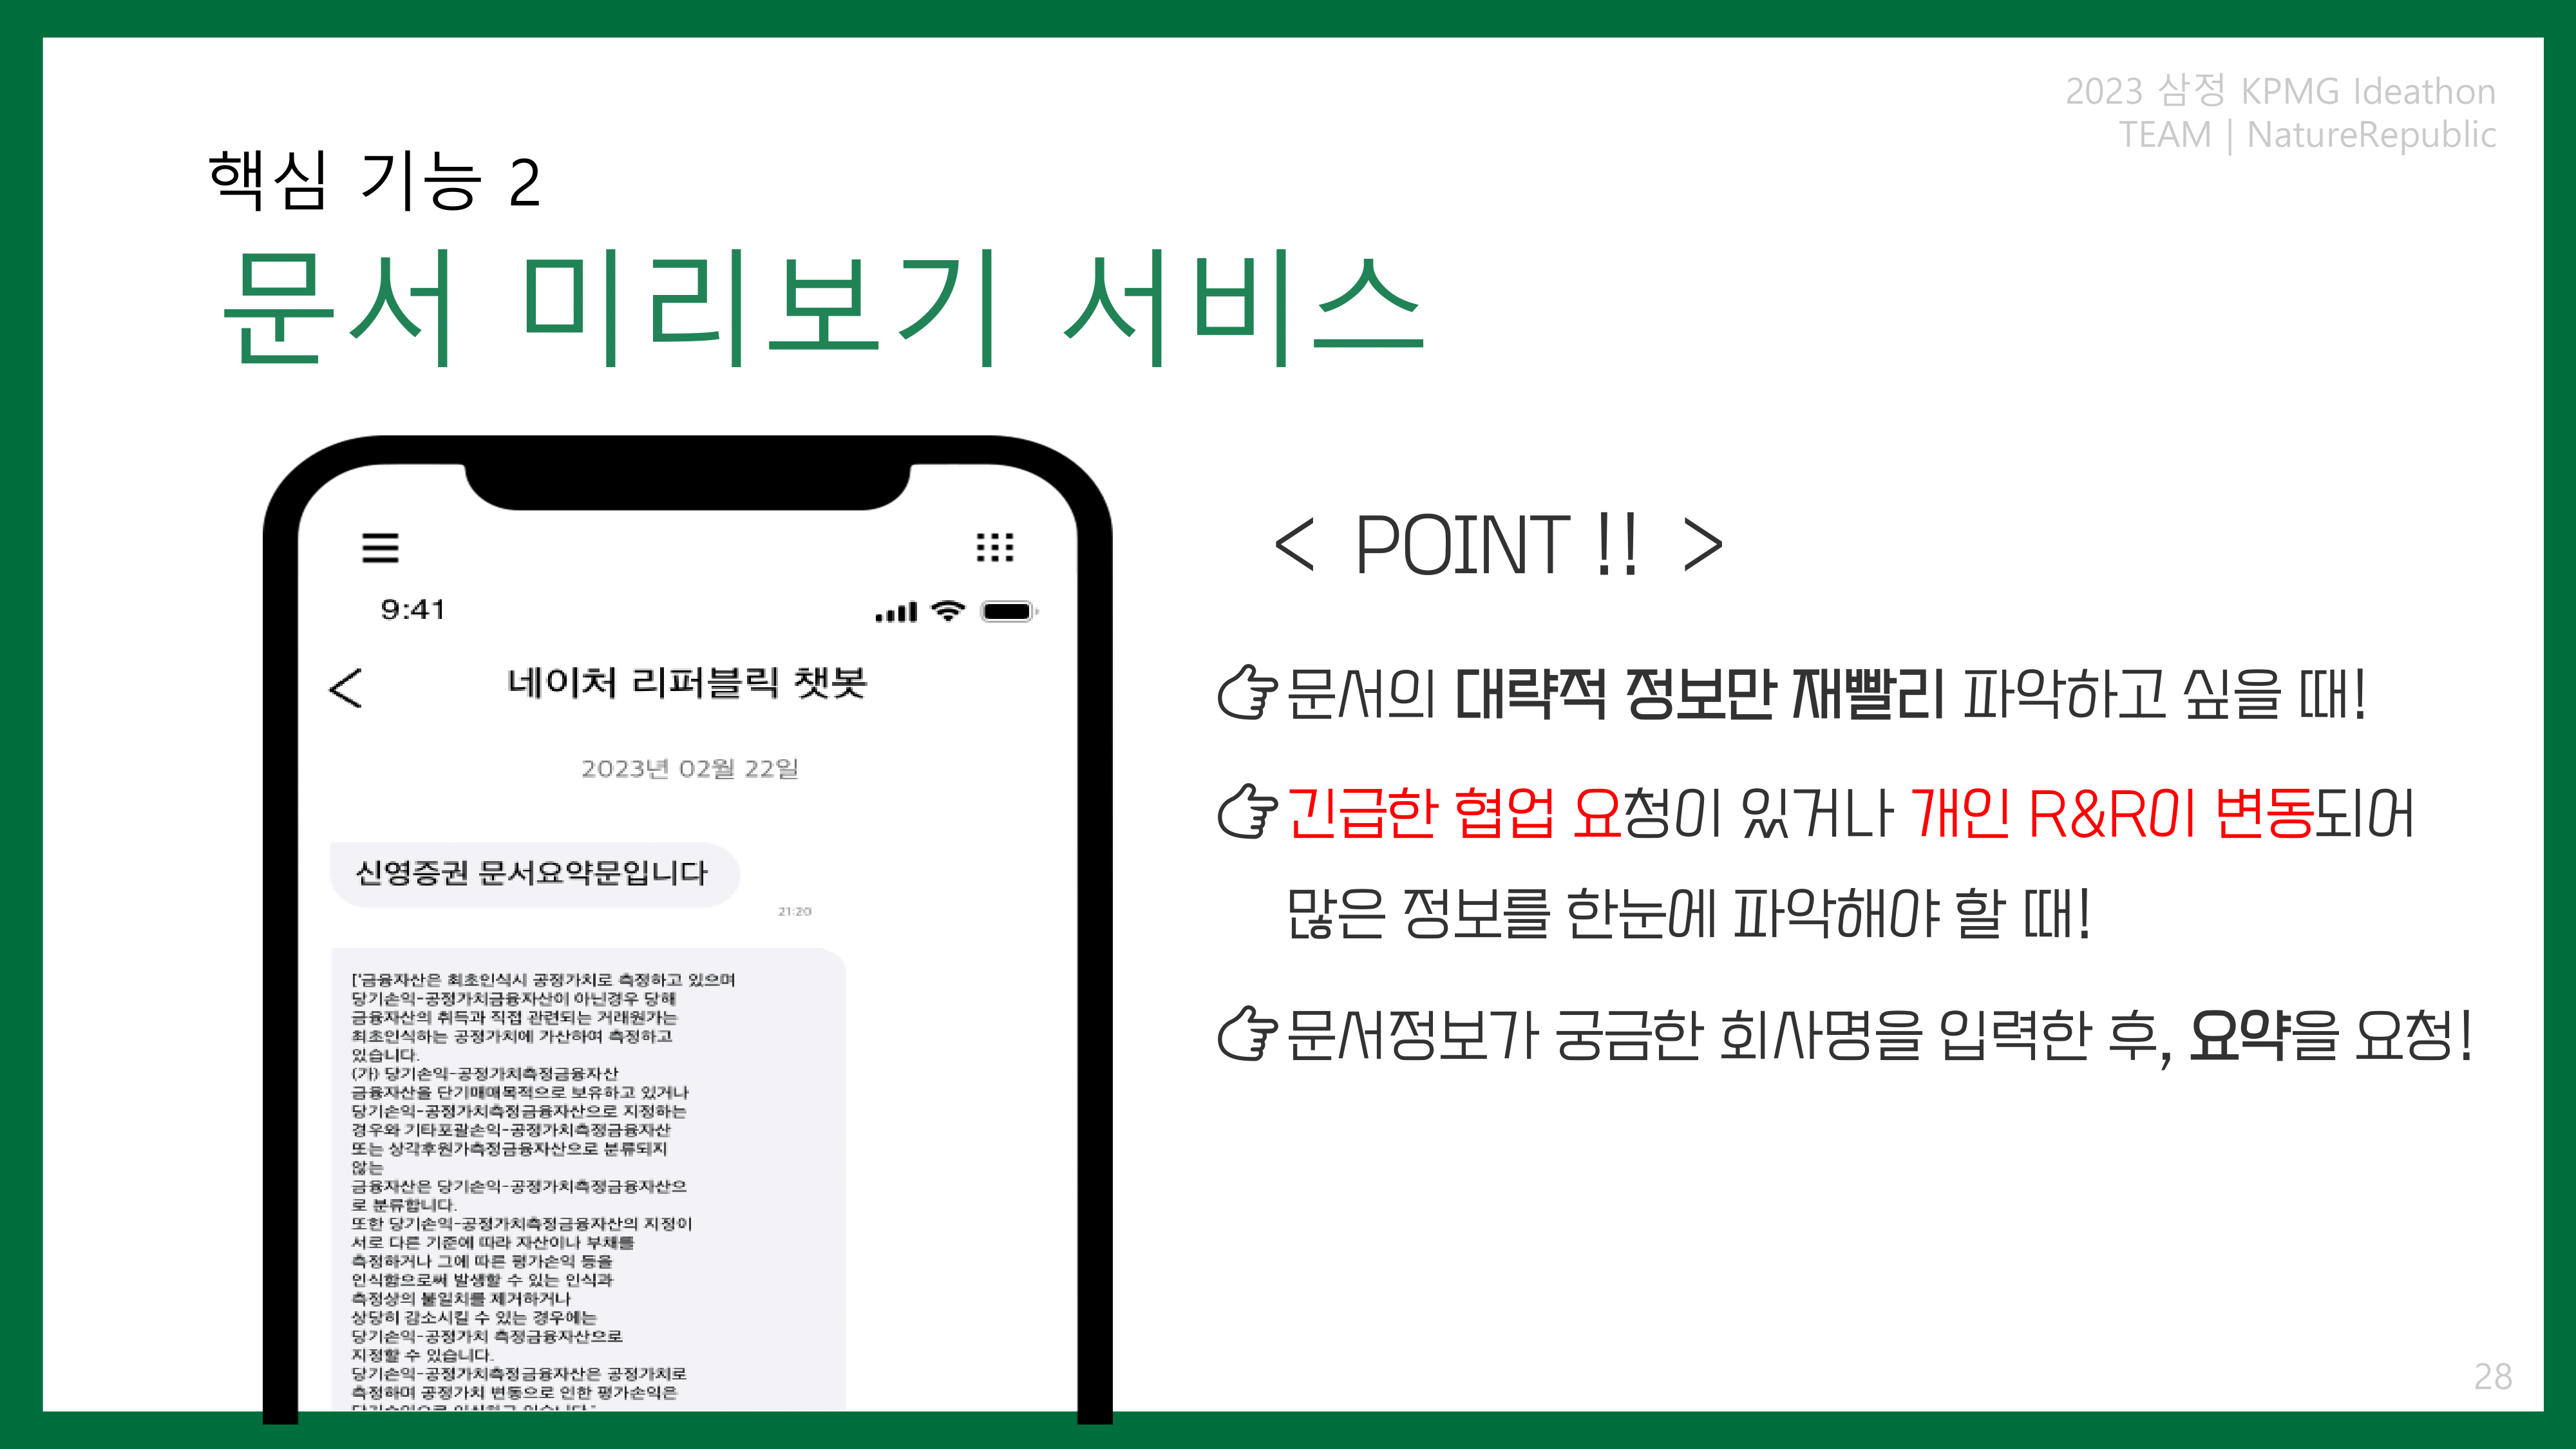 2023 삼정 KPMG Ideathon
TEAM | NatureRepublic
핵심 기능 2
문서 미리보기 서비스
9:41
< 네이처 리퍼블릭 챗봇
2023년 02월 22일
신영증권 문서요약문입니다
21:20
['금융자산은 최초인식시 공정가치로 측정하고 있으며
당기손익-공정가치금융자산이 아닌경우 당해
금융자산의 취득과 직접 관련되는 거래원가는
최초인식하는 공정가치에 가산하여 측정하고
있습니다.
(가) 당기손익-공정가치측정금융자산
금융자산을 단기매매목적으로 보유하고 있거나
당기손익-공정가치측정금융자산으로 지정하는
경우와 기타포괄손익-공정가치측정금융자산
또는 상각후원가측정금융자산으로 분류되지
않는
금융자산은 당기손익-공정가치측정금융자산으
로 분류합니다.
또한 당기손익-공정가치측정금융자산의 지정이
서로 다른 기준에 따라 자산이나 부채를
측정하거나 그에 따른 평가손익 등을
인식함으로써 발생할 수 있는 인식과
측정상의 불일치를 제거하거나
상당히 감소시킬 수 있는 경우에는
당기손익-공정가치 측정금융자산으로
지정할 수 있습니다.
당기손익-공정가치측정금융자산은 공정가치로
측정하며 공정가치 변동으로 인한 평가손익은
< POINT !! >
문서의 대략적 정보만 재빨리 파악하고 싶을 때!
긴급한 협업 요청이 있거나 개인 R&R이 변동되어
많은 정보를 한눈에 파악해야 할 때!
문서정보가 궁금한 회사명을 입력한 후, 요약을 요청!
28